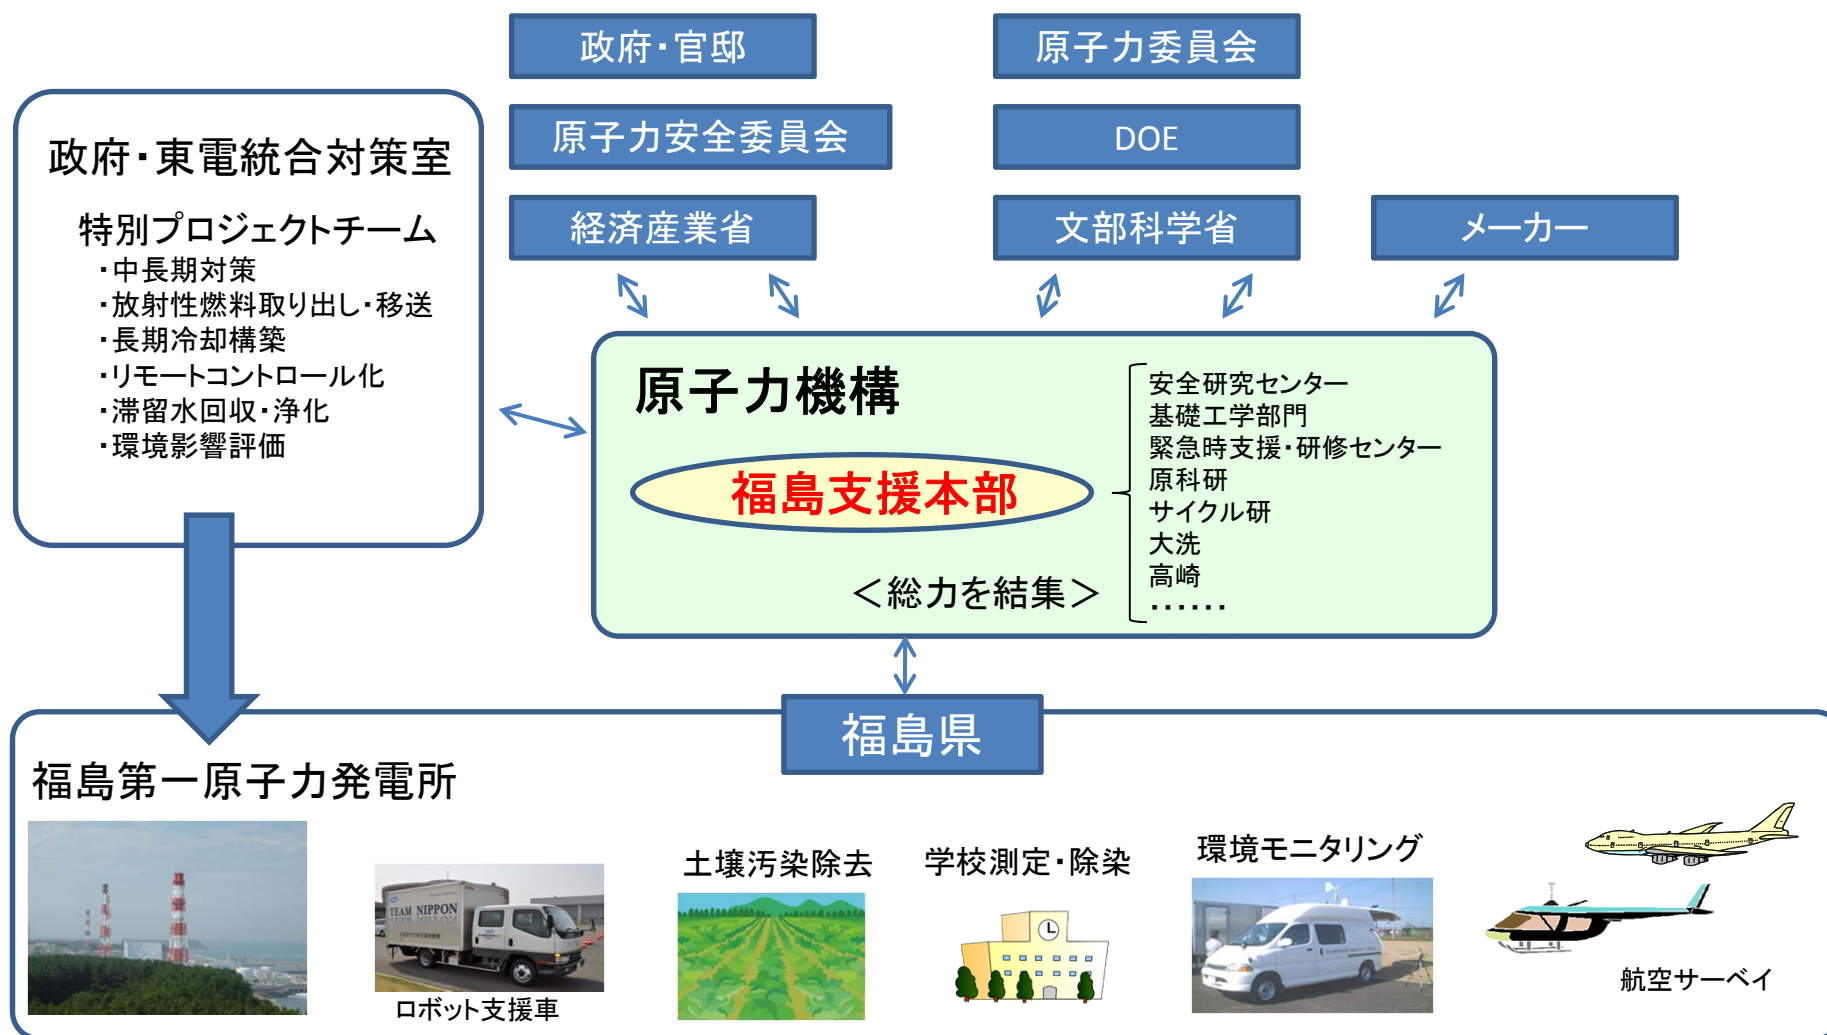 政府・官邸
原子力委員会
原子力安全委員会
DOE
経済産業省
文部科学省
メーカー
政府・東電統合対策室
特別プロジェクトチーム
・中長期対策
・放射性燃料取り出し・移送
・長期冷却構築
・リモートコントロール化
・滞留水回収・浄化
・環境影響評価
原子力機構
福島支援本部
＜総力を結集＞
安全研究センター
基礎工学部門
緊急時支援・研修センター
原科研
サイクル研
大洗
高崎
・・・・・・
福島県
福島第一原子力発電所
TEAM NIPPON
ロボット支援車
土壌汚染除去
学校測定・除染
環境モニタリング
航空サーベイ